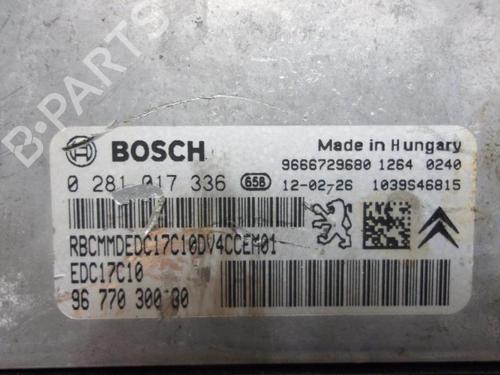 B-PARTS
BOSCH
Made in Hungary
9666729680 1264 0240
0 281 017 336 658 12-02-26 1039S46815
RBCMMDEDC17C10DV4CCEM01
EDC17C10
96 770 300 80